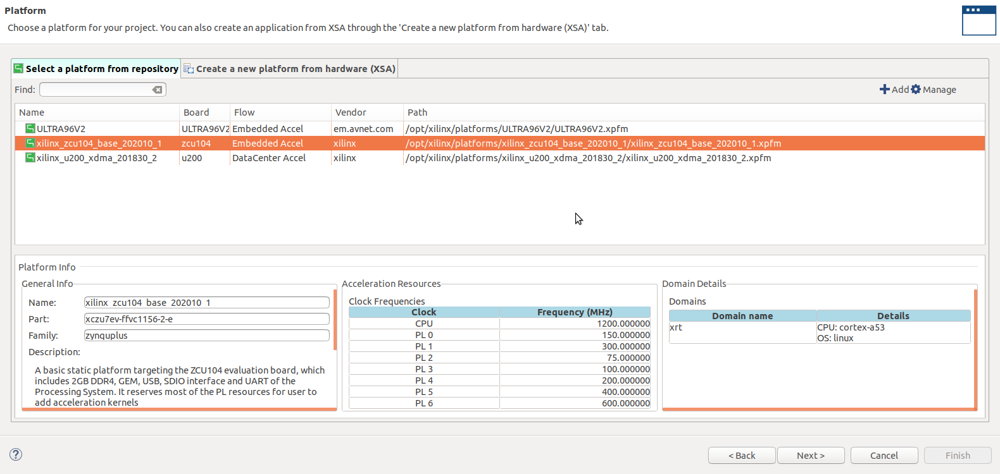 Platform
Choose a platform for your project. You can also create an application from XSA through the 'Create a new platform from hardware (XSA)' tab.
Select a platform from repository
Create a new platform from hardware (XSA)
Find:
Add Manage
Name Board Flow Vendor Path
ULTRA96V2 ULTRA96V2 Embedded Accel em.avnet.com /opt/xilinx/platforms/ULTRA96V2/ULTRA96V2.xpfm
xilinx_zcu104_base_202010_1 zcu104 Embedded Accel xilinx /opt/xilinx/platforms/xilinx_zcu104_base_202010_1/xilinx_zcu104_base_202010_1.xpfm
xilinx_u200_xdma_201830_2 u200 DataCenter Accel xilinx /opt/xilinx/platforms/xilinx_u200_xdma_201830_2/xilinx_u200_xdma_201830_2.xpfm
Platform Info
General Info
Name: xilinx_zcu104_base_202010_1
Part: xczu7ev-ffvc1156-2-e
Family: zynquplus
Description:
A basic static platform targeting the ZCU104 evaluation board, which
includes 2GB DDR4, GEM, USB, SDIO interface and UART of the
Processing System. It reserves most of the PL resources for user to
add acceleration kernels
Acceleration Resources
Clock Frequencies
Clock Frequency (MHz)
CPU 1200.000000
PL 0 150.000000
PL 1 300.000000
PL 2 75.000000
PL 3 100.000000
PL 4 200.000000
PL 5 400.000000
PL 6 600.000000
Domain Details
Domains
Domain name Details
xrt CPU: cortex-a53
OS: linux
?
< Back Next > Cancel Finish